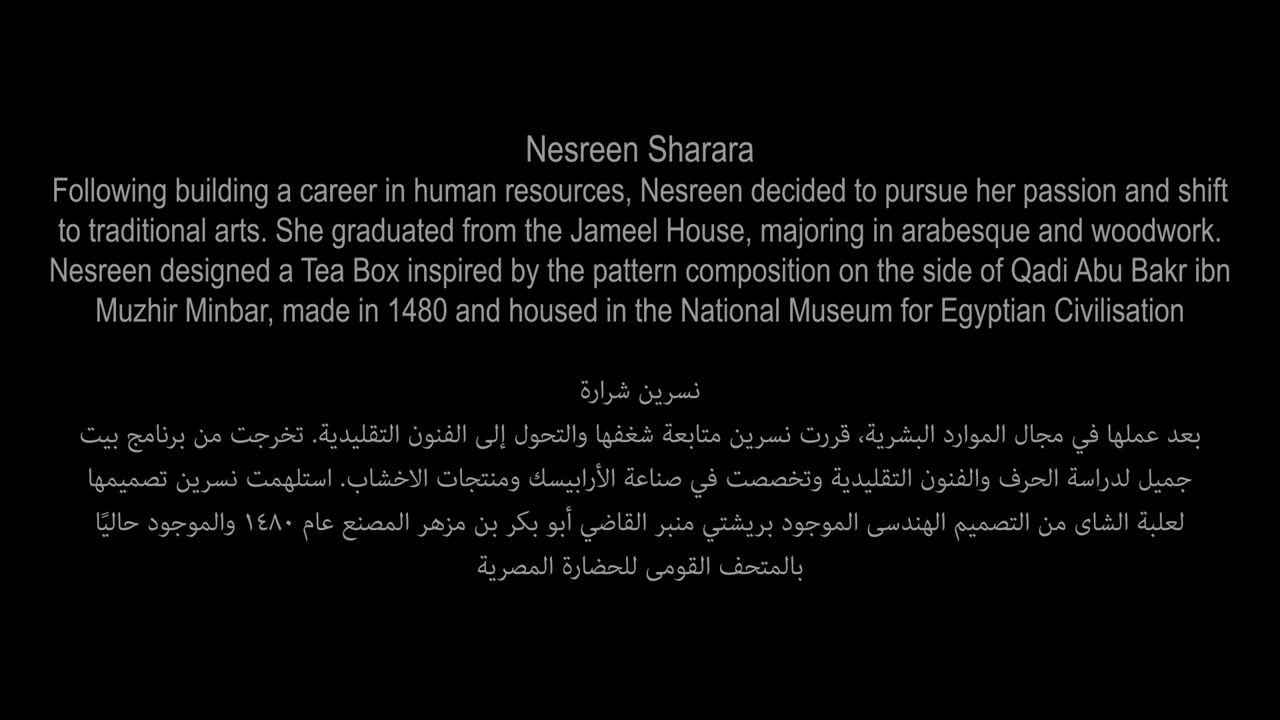 Nesreen Sharara
Following building a career in human resources, Nesreen decided to pursue her passion and shift
to traditional arts. She graduated from the Jameel House, majoring in arabesque and woodwork.
Nesreen designed a Tea Box inspired by the pattern composition on the side of Qadi Abu Bakr ibn
Muzhir Minbar, made in 1480 and housed in the National Museum for Egyptian Civilisation
نسرين شرارة
بعد عملها في مجال الموارد البشرية، قررت نسرين متابعة شغفها والتحول إلى الفنون التقليدية. تخرجت من برنامج بيت
جميل لدراسة الحرف والفنون التقليدية وتخصصت في صناعة الأرابيسك ومنتجات الاخشاب. استلهمت نسرين تصميمها
لعلبة الشاى من التصميم الهندسى الموجود بريشتي منبر القاضي أبو بكر بن مزهر المصنع عام ١٤٨٠ والموجود حاليًا
بالمتحف القومى للحضارة المصرية